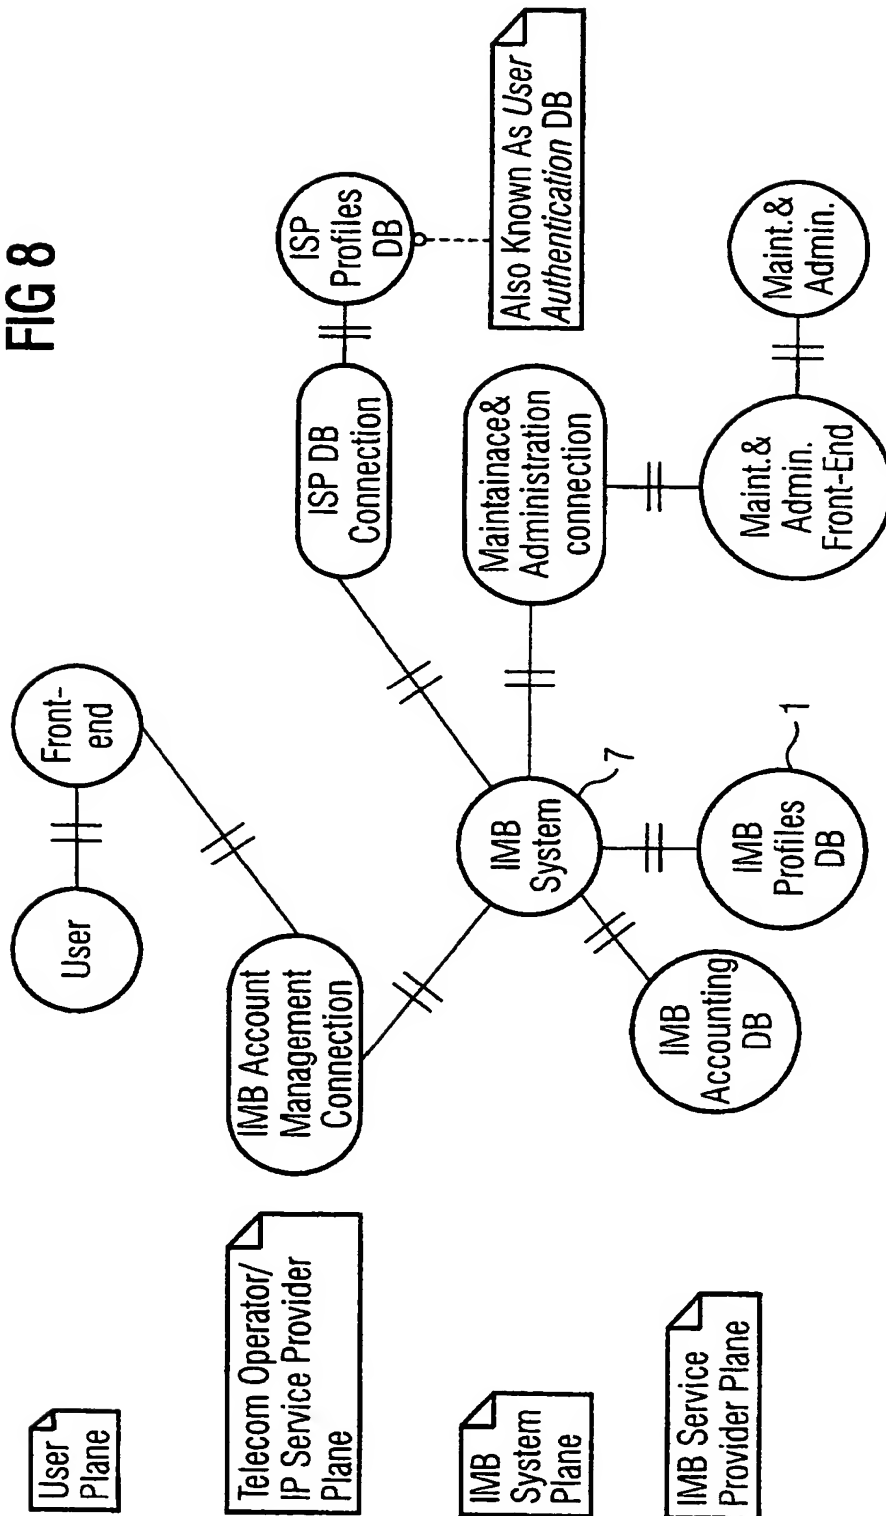 FIG 8
User
Plane
User
Front-
end
Telecom Operator/
IP Service Provider
Plane
IMB Account
Management
Connection
ISP DB
Connection
ISP
Profiles
DB
Also Known As User
Authentication DB
IMB
System
Plane
IMB
System
7
Maintainace&
Administration
connection
IMB Service
Provider Plane
IMB
Accounting
DB
IMB
Profiles
DB
1
Maint.&
Admin.
Front-End
Maint.&
Admin.